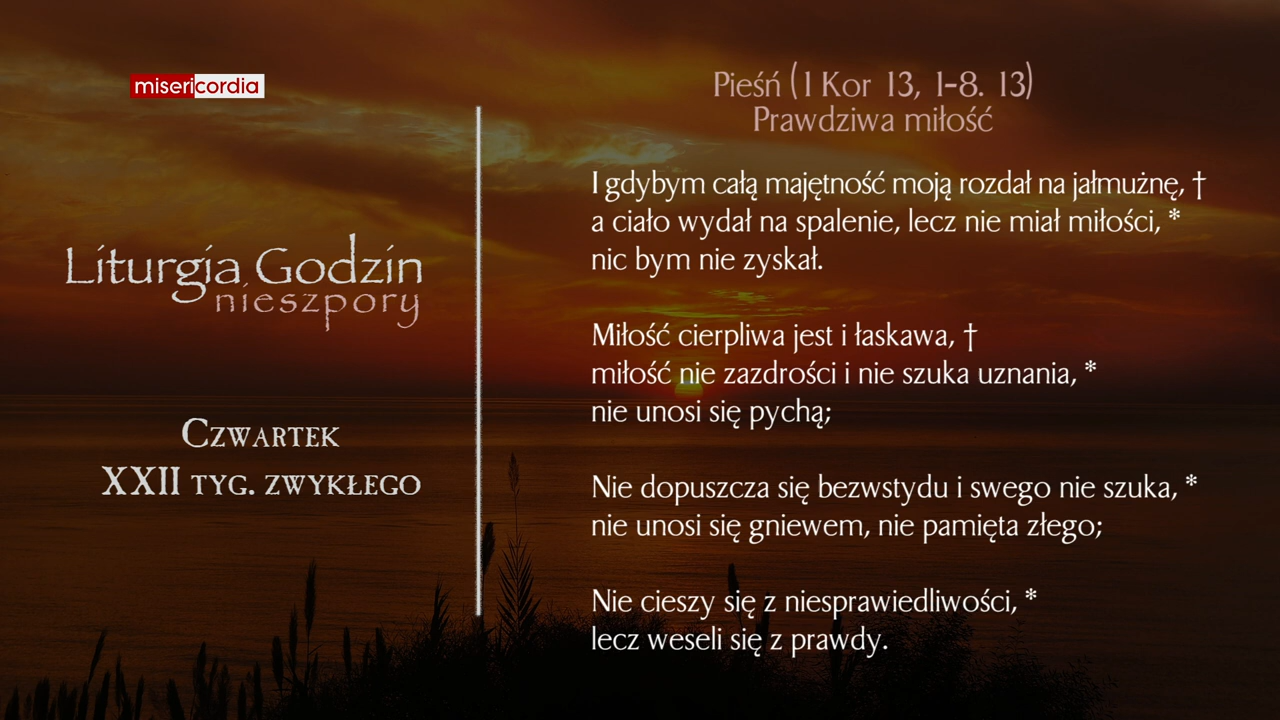 misericordia
Liturgia Godzin
nieszpory
Czwartek
XXII tyg. zwykłego
Pieśń (1 Kor 13, 1-8. 13)
Prawdziwa miłość
I gdybym całą majętność moją rozdał na jałmużnę, †
a ciało wydał na spalenie, lecz nie miał miłości, *
nic bym nie zyskał.
Miłość cierpliwa jest i łaskawa, †
miłość nie zazdrości i nie szuka uznania, *
nie unosi się pychą;
Nie dopuszcza się bezwstydu i swego nie szuka, *
nie unosi się gniewem, nie pamięta złego;
Nie cieszy się z niesprawiedliwości, *
lecz weseli się z prawdy.